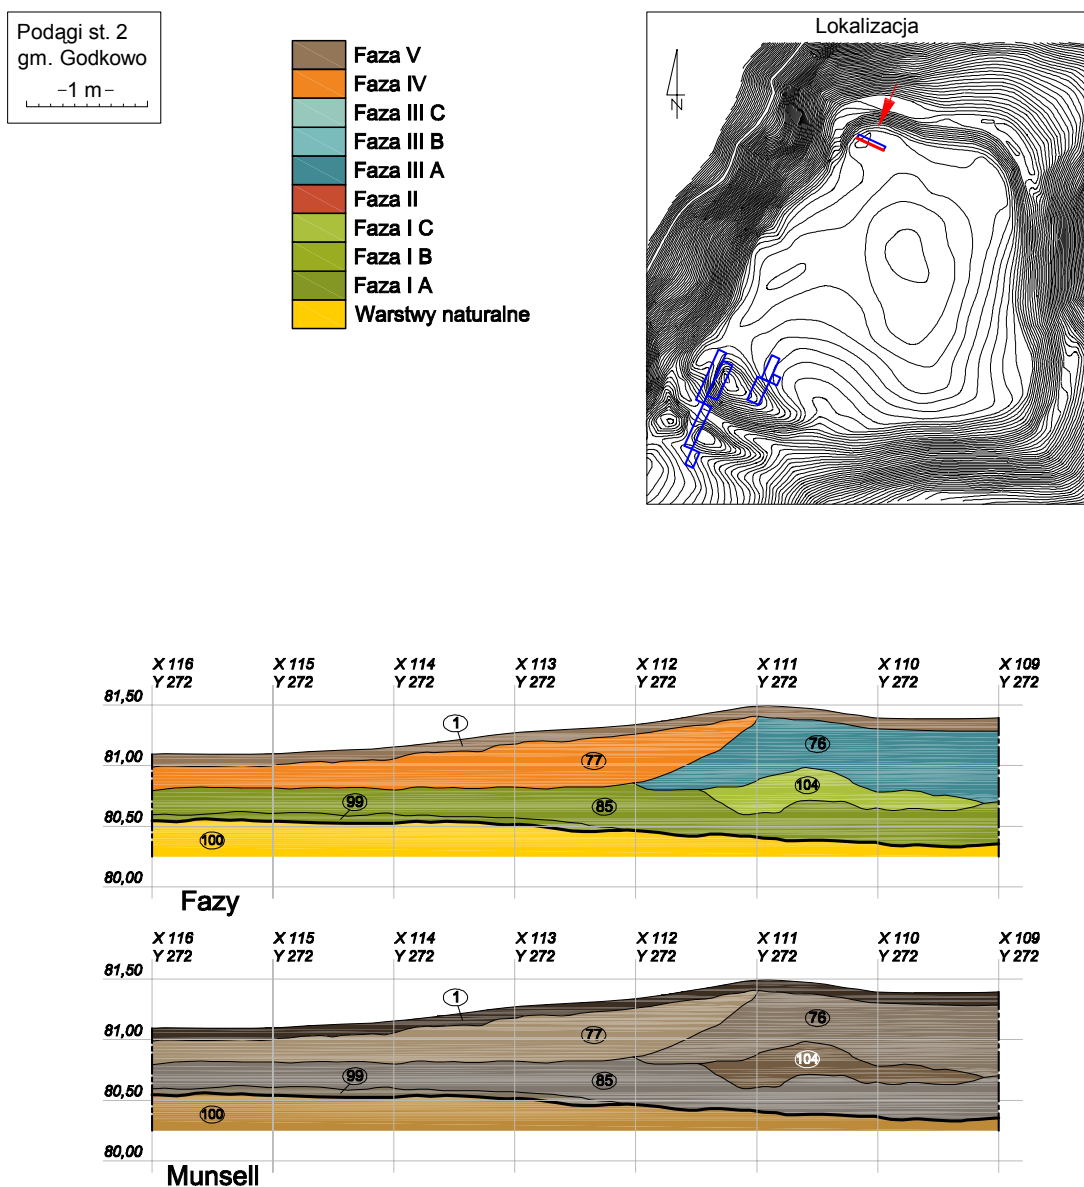 Podągi st. 2
gm. Godkowo
-1 m-
Faza V
Faza IV
Faza III C
Faza III B
Faza III A
Faza II
Faza I C
Faza I B
Faza I A
Warstwy naturalne
Lokalizacja
N
X 116 X 115 X 114 X 113 X 112 X 111 X 110 X 109
Y 272 Y 272 Y 272 Y 272 Y 272 Y 272 Y 272 Y 272
81,50
1
76
81,00
77
104
99
85
80,50
100
80,00
Fazy
X 116 X 115 X 114 X 113 X 112 X 111 X 110 X 109
Y 272 Y 272 Y 272 Y 272 Y 272 Y 272 Y 272 Y 272
81,50
1
76
81,00
77
104
99
85
80,50
100
80,00
Munsell